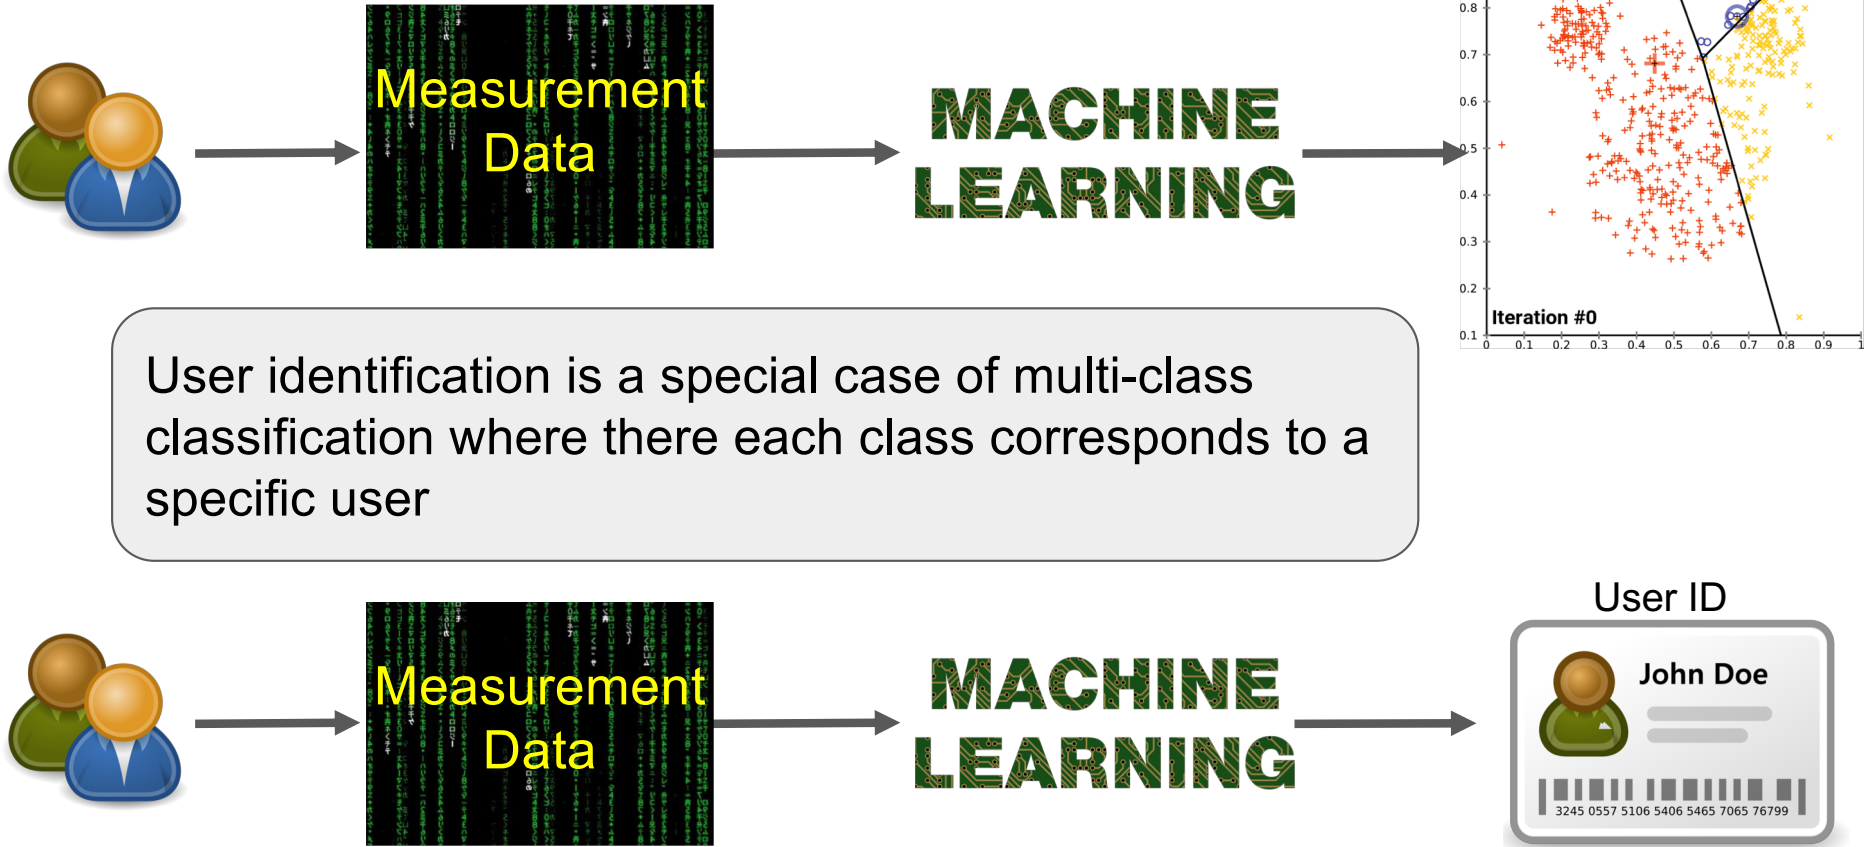 Measurement
Data
MACHINE
LEARNING
0.8
0.7
0.6
0.5
0.4
0.3
0.2
0.1
Iteration #0
0 0.1 0.2 0.3 0.4 0.5 0.6 0.7 0.8 0.9 1
User identification is a special case of multi-class
classification where there each class corresponds to a
specific user
Measurement
Data
MACHINE
LEARNING
User ID
John Doe
3245 0557 5106 5406 5465 7065 76799